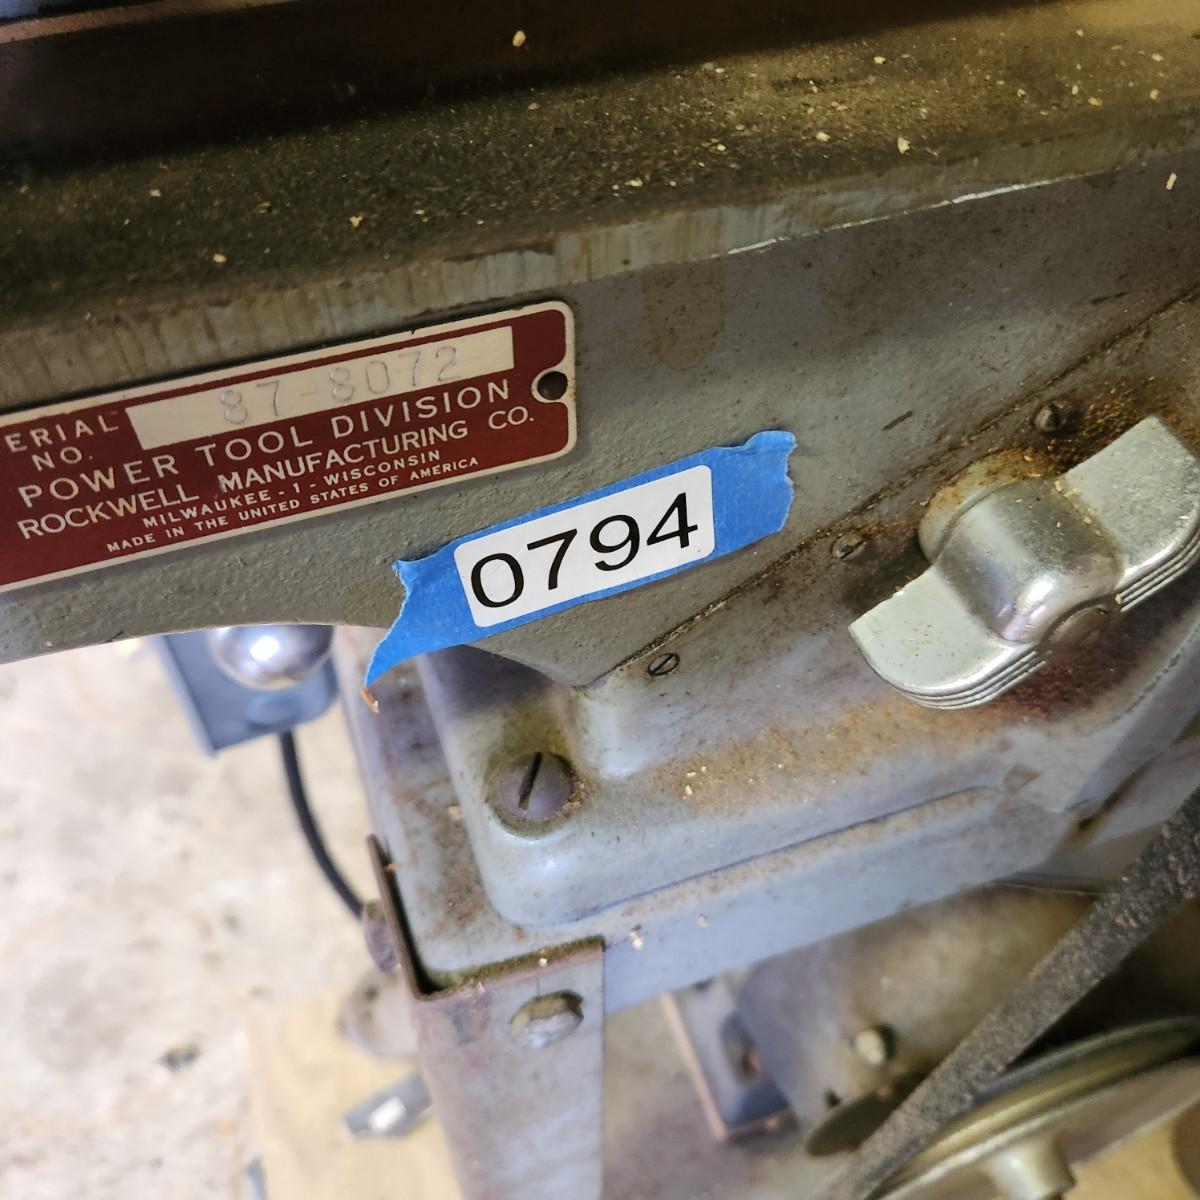 ERIAL
NO.
87-8072
POWER TOOL DIVISION
ROCKWELL MANUFACTURING CO.
MILWAUKEE - 1 - WISCONSIN
MADE IN THE UNITED STATES OF AMERICA
0794